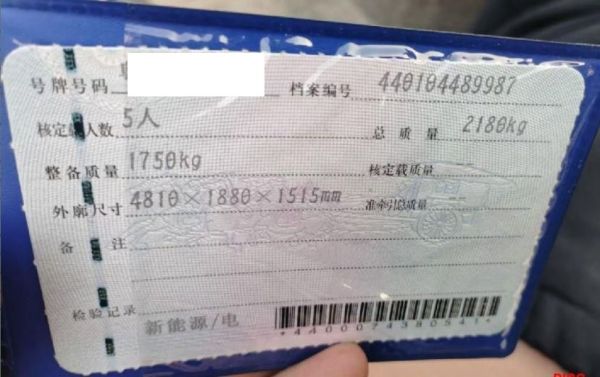 号牌号码 档案编号 440104489987
核定载人数 5人 总质量 2180kg
整备质量 1750kg 核定载质量
外廓尺寸 4810×1880×1515mm 准牵引总质量
备注
检验记录 新能源/电
*4400074380541*